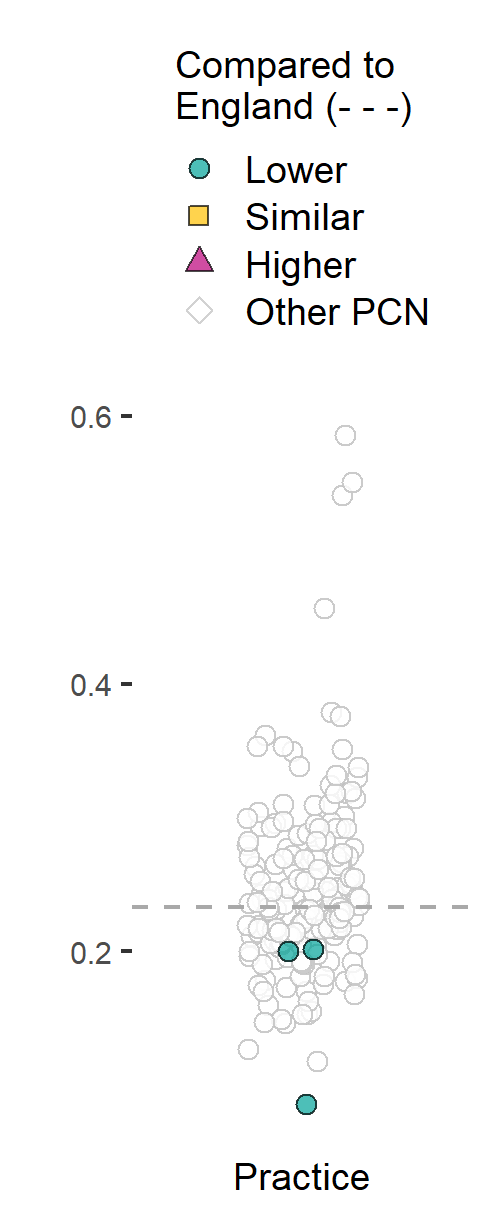 Compared to
England (- - -)
Lower
Similar
Higher
Other PCN
0.6
0.4
0.2
Practice